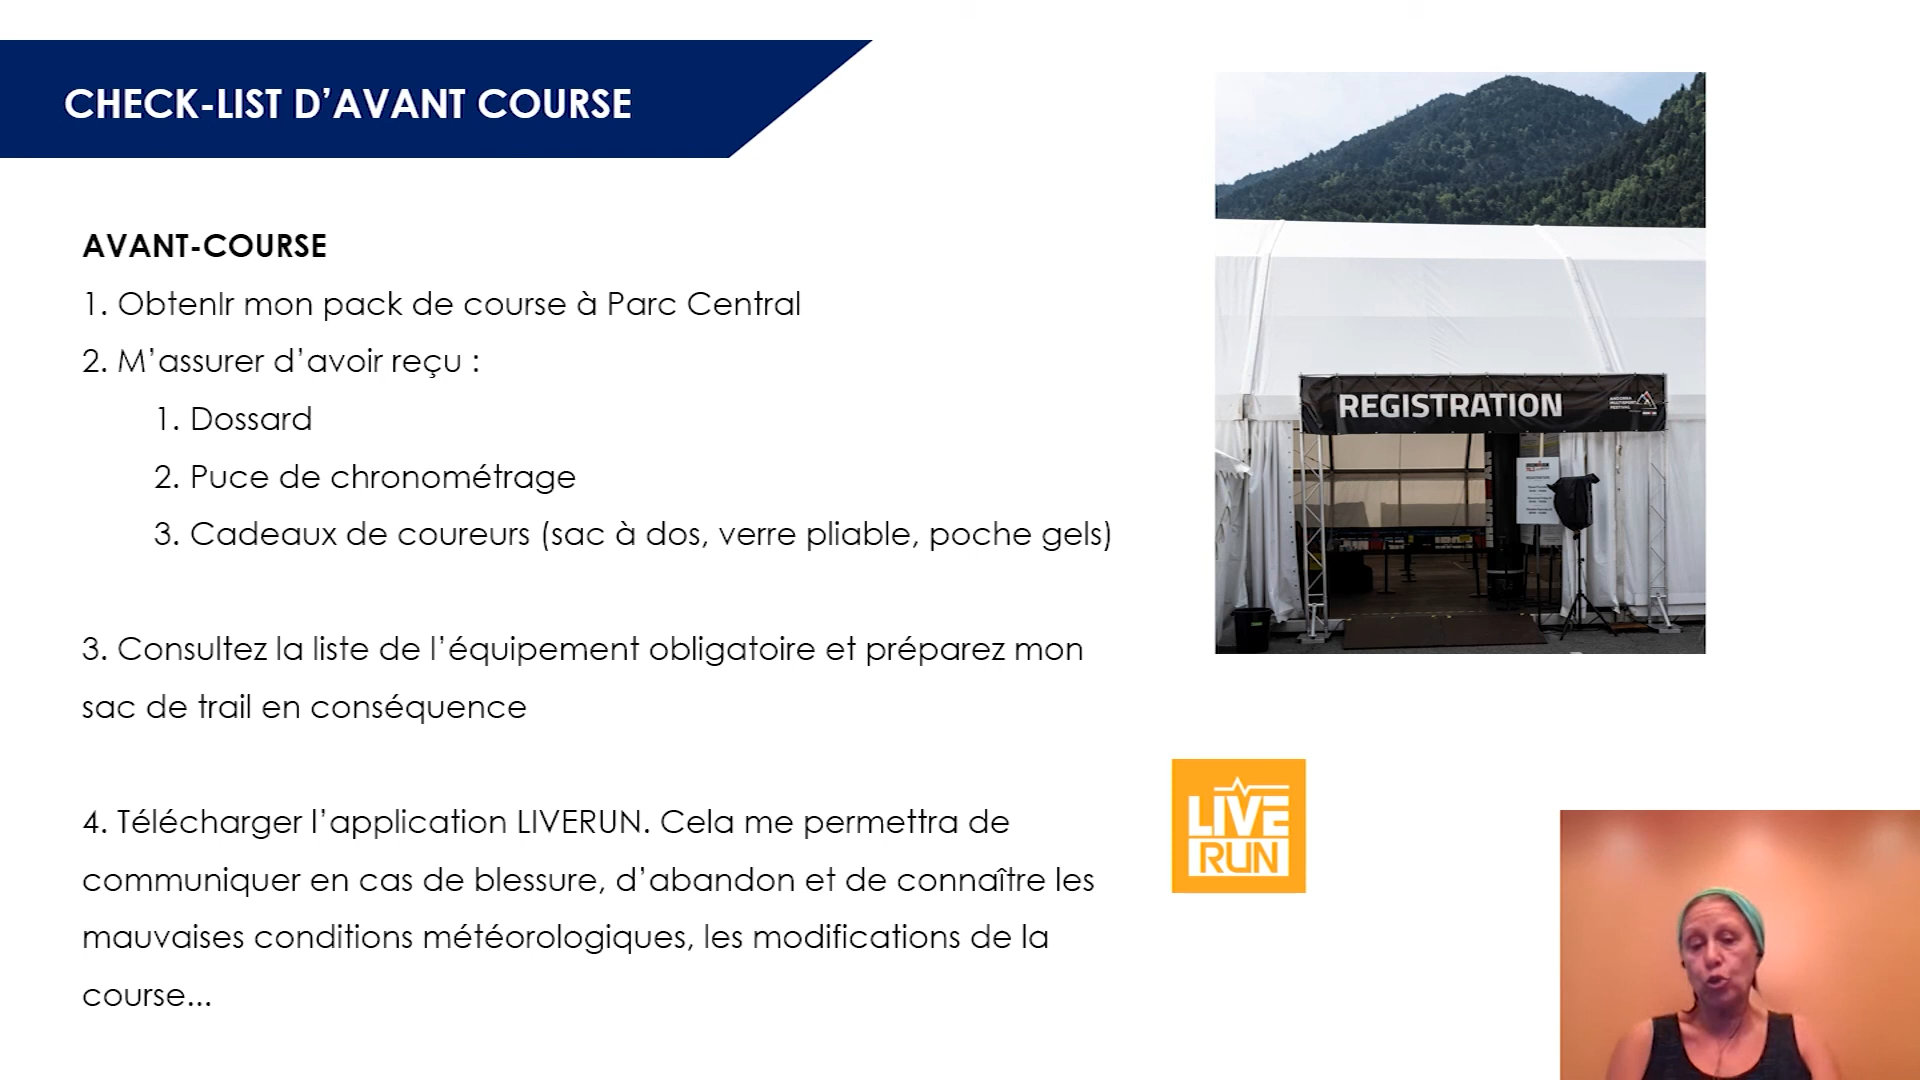 CHECK-LIST D’AVANT COURSE
AVANT-COURSE
1. ObtenIr mon pack de course à Parc Central
2. M’assurer d’avoir reçu :
1. Dossard
2. Puce de chronométrage
3. Cadeaux de coureurs (sac à dos, verre pliable, poche gels)
3. Consultez la liste de l’équipement obligatoire et préparez mon
sac de trail en conséquence
4. Télécharger l’application LIVERUN. Cela me permettra de
communiquer en cas de blessure, d’abandon et de connaître les
mauvaises conditions météorologiques, les modifications de la
course...
REGISTRATION
ANDORRA
MULTISPORT
FESTIVAL
LIVE
RUN